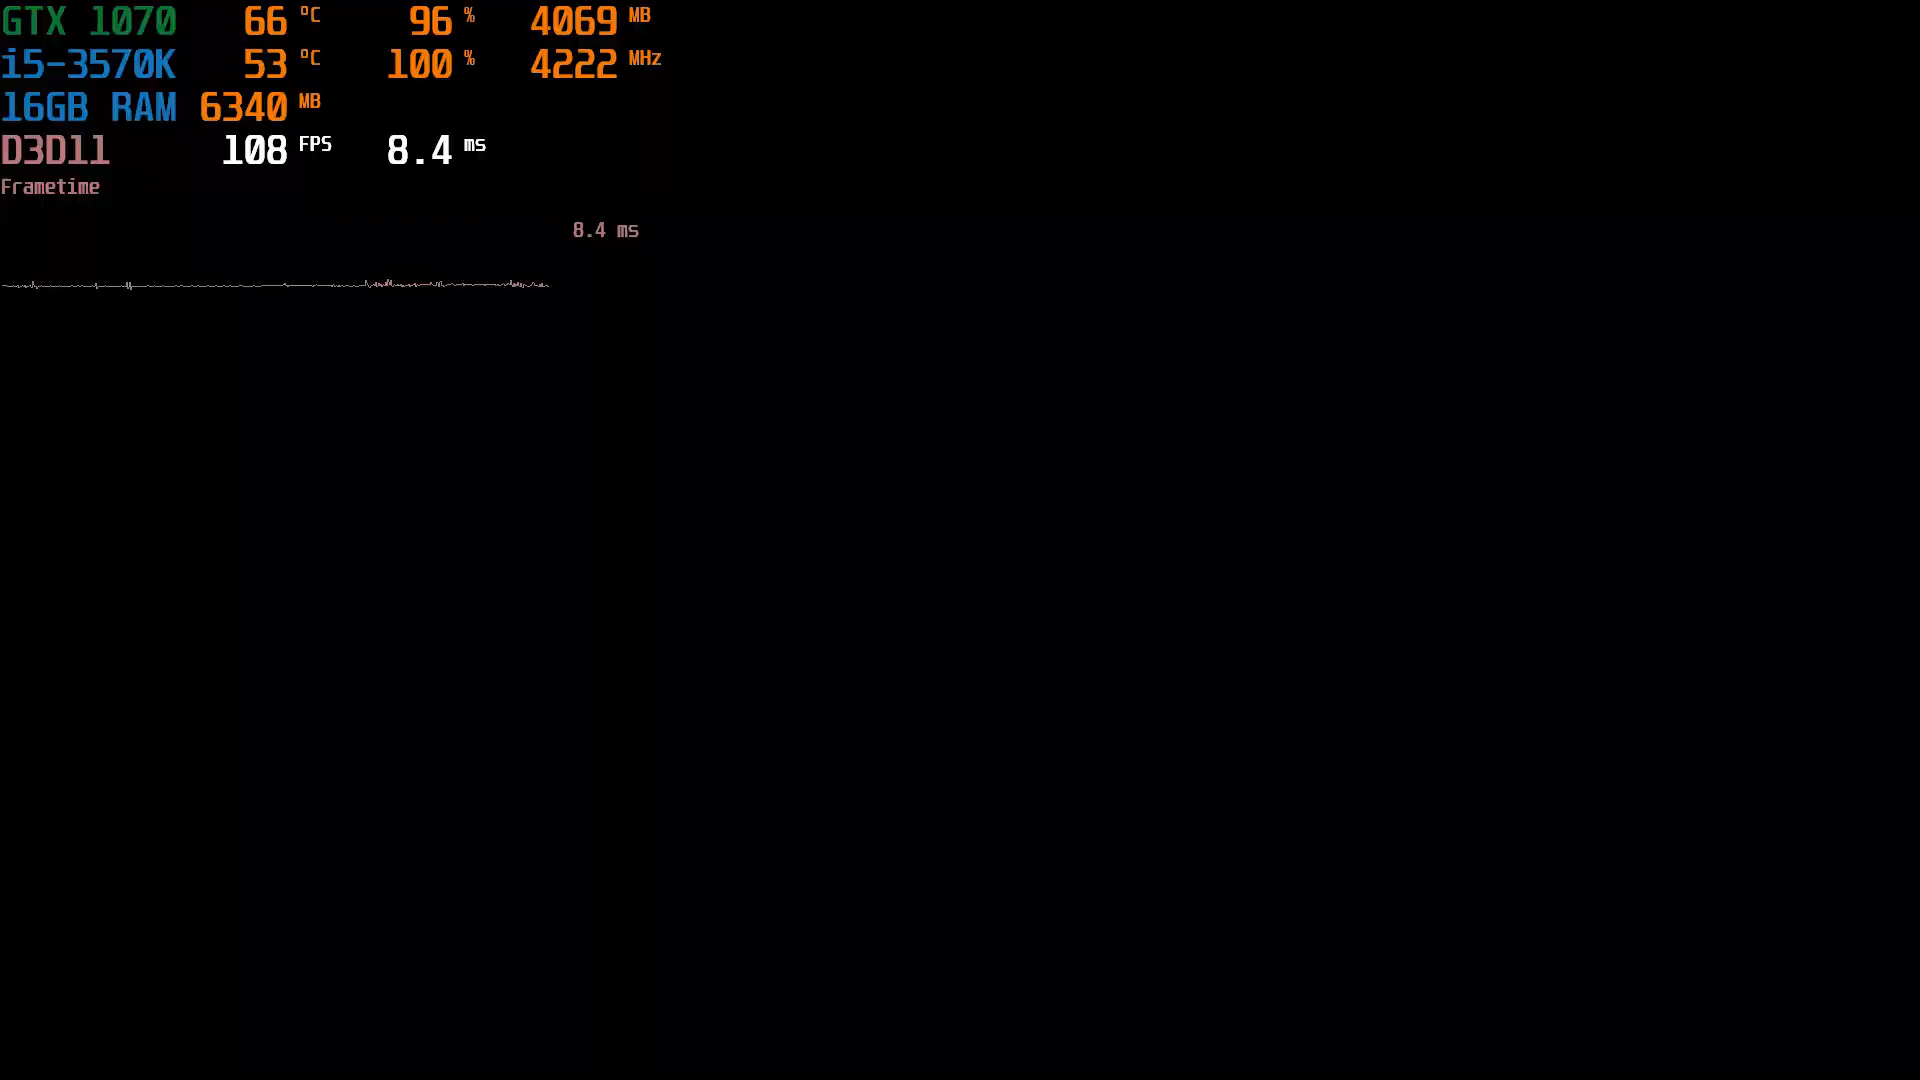 GTX 1070 66 °C 96 % 4069 MB
i5-3570K 53 °C 100 % 4222 MHz
16GB RAM 6340 MB
D3D11 108 FPS 8.4 ms
Frametime
8.4 ms